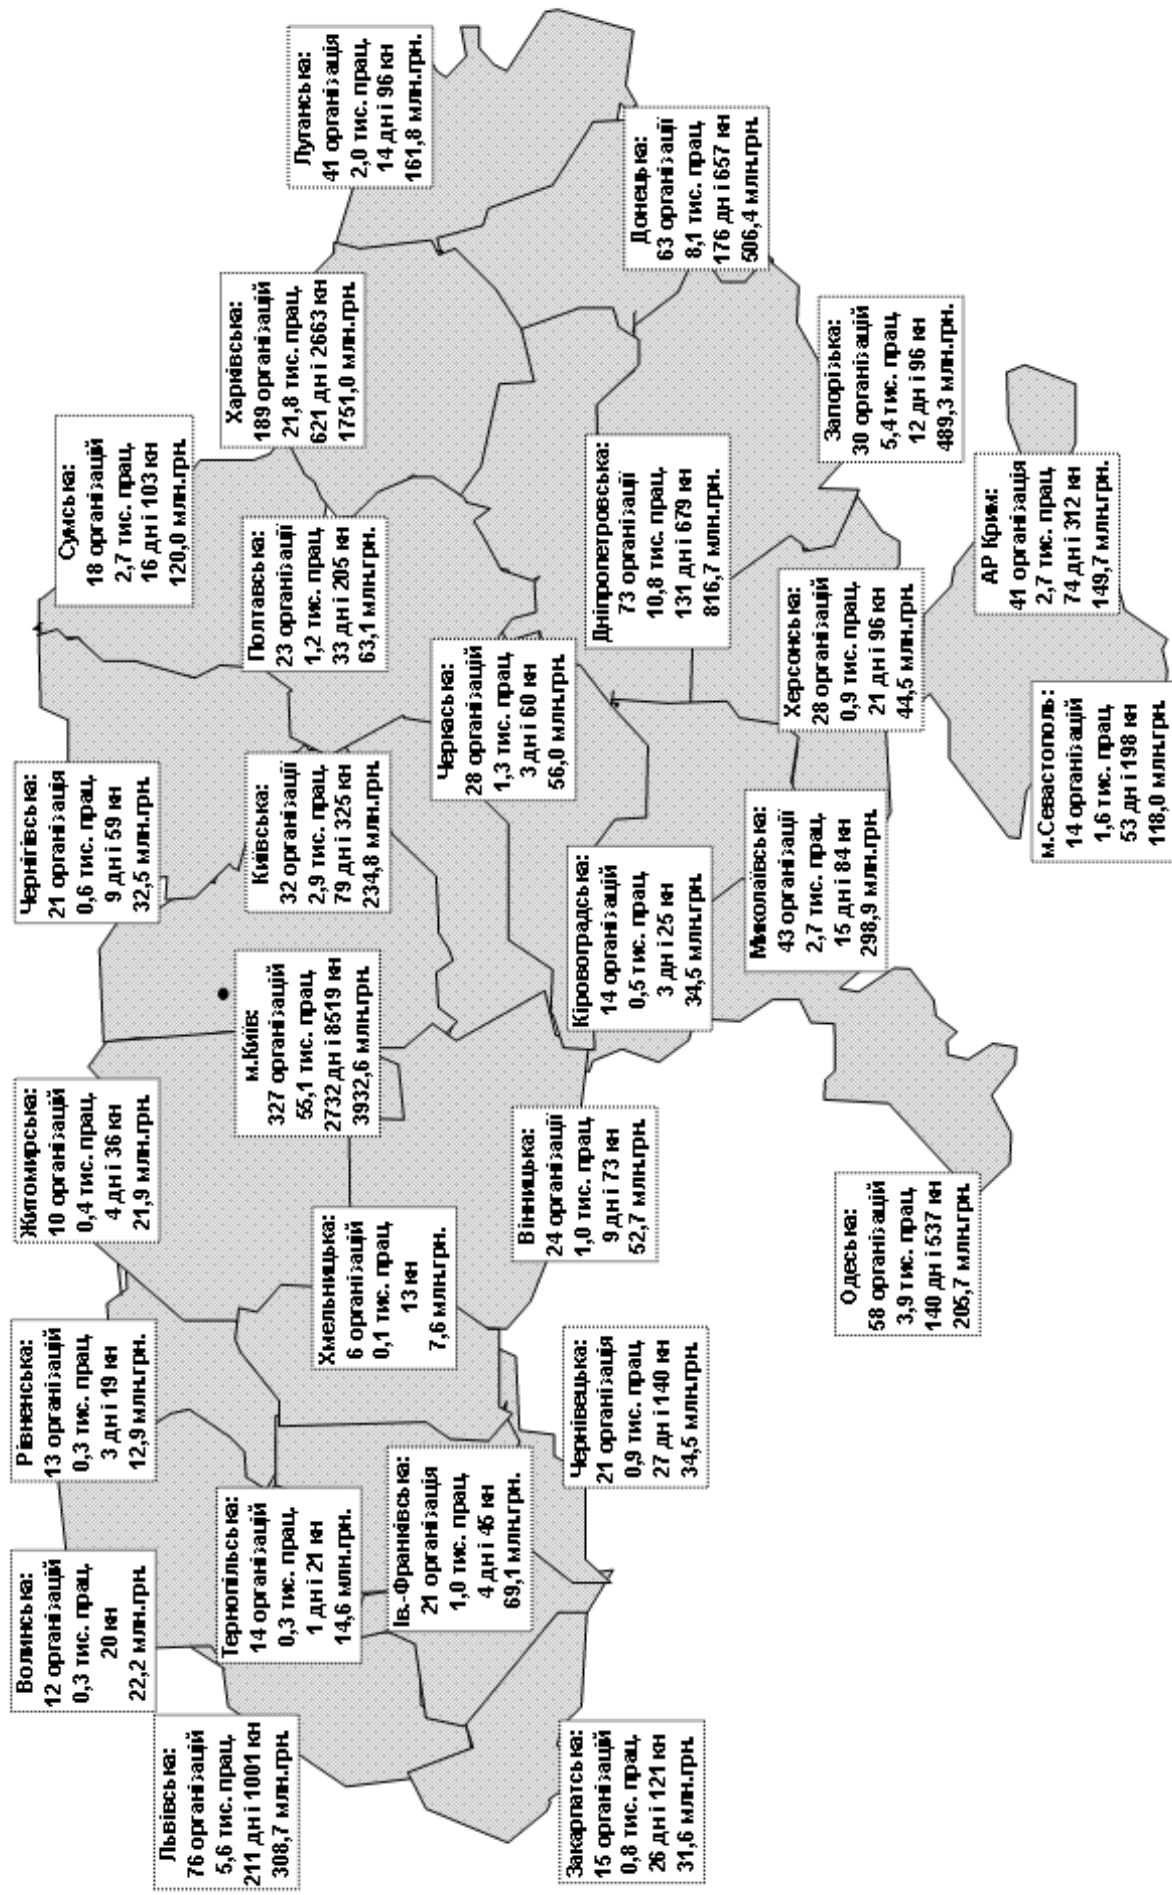 Волинська:
12 організацій
0,3 тис. прац.
20 кн
22,2 млн.грн.
Рівненська:
13 організацій
0,3 тис. прац.
3 дн і 19 кн
12,9 млн.грн.
Житомирська:
10 організацій
0,4 тис. прац.
4 дн і 36 кн
21,9 млн.грн.
Чернігівська:
21 організація
0,6 тис. прац.
9 дн і 59 кн
32,5 млн.грн.
Сумська:
18 організацій
2,7 тис. прац.
16 дн і 103 кн
120,0 млн.грн.
Львівська:
76 організацій
5,6 тис. прац.
211 дн і 1001 кн
308,7 млн.грн.
Тернопільська:
14 організацій
0,3 тис. прац.
1 дн і 21 кн
14,6 млн.грн.
Хмельницька:
6 організацій
0,1 тис. прац.
13 кн
7,6 млн.грн.
м.Київ:
327 організацій
55,1 тис. прац.
2732 дн і 8519 кн
3932,6 млн.грн.
Київська:
32 організації
2,9 тис. прац.
79 дн і 325 кн
234,8 млн.грн.
Полтавська:
23 організації
1,2 тис. прац.
33 дн і 205 кн
63,1 млн.грн.
Харківська:
189 організацій
21,8 тис. прац.
621 дн і 2663 кн
1751,0 млн.грн.
Луганська:
41 організація
2,0 тис. прац.
14 дн і 96 кн
161,8 млн.грн.
Ів.-Франківська:
21 організація
1,0 тис. прац.
4 дн і 45 кн
69,1 млн.грн.
Вінницька:
24 організації
1,0 тис. прац.
9 дн і 73 кн
52,7 млн.грн.
Черкаська:
28 організацій
1,3 тис. прац.
3 дн і 60 кн
56,0 млн.грн.
Закарпатська:
15 організацій
0,8 тис. прац.
26 дн і 121 кн
31,6 млн.грн.
Чернівецька:
21 організація
0,9 тис. прац.
27 дн і 140 кн
34,5 млн.грн.
Кіровоградська:
14 організацій
0,5 тис. прац.
3 дн і 25 кн
34,5 млн.грн.
Дніпропетровська:
73 організації
10,8 тис. прац.
131 дн і 679 кн
816,7 млн.грн.
Донецька:
63 організації
8,1 тис. прац.
176 дн і 657 кн
506,4 млн.грн.
Одеська:
58 організацій
3,9 тис. прац.
140 дн і 537 кн
205,7 млн.грн.
Миколаївська:
43 організації
2,7 тис. прац.
15 дн і 84 кн
298,9 млн.грн.
Херсонська:
28 організацій
0,9 тис. прац.
21 дн і 96 кн
44,5 млн.грн.
Запорізька:
30 організацій
5,4 тис. прац.
12 дн і 96 кн
489,3 млн.грн.
АР Крим:
41 організація
2,7 тис. прац.
74 дн і 312 кн
149,7 млн.грн.
м.Севастополь:
14 організацій
1,6 тис. прац.
53 дн і 198 кн
118,0 млн.грн.